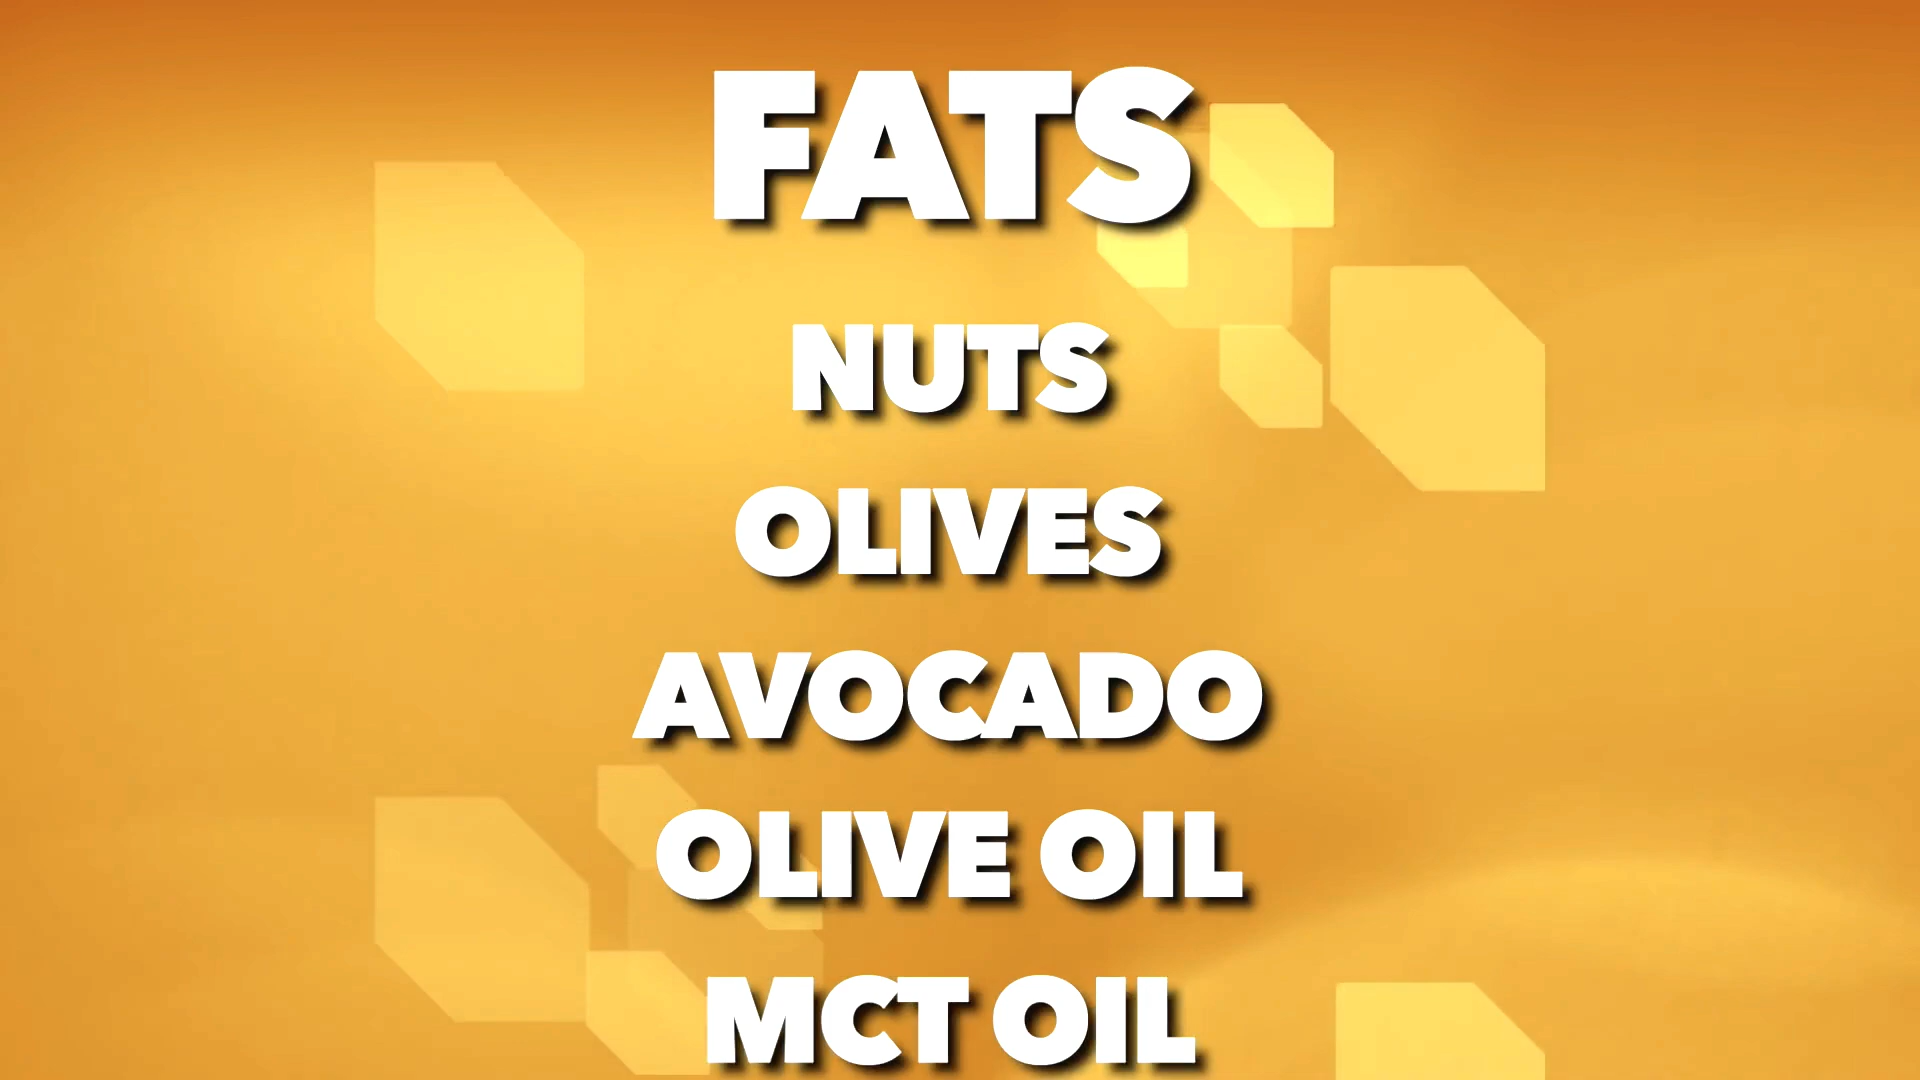 FATS
NUTS
OLIVES
AVOCADO
OLIVE OIL
MCT OIL